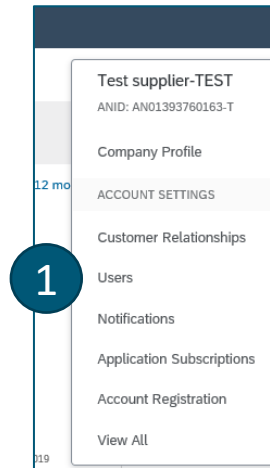 Test supplier-TEST
ANID: AN01393760163-T
Company Profile
12 mo
ACCOUNT SETTINGS
Customer Relationships
1
Users
Notifications
Application Subscriptions
Account Registration
View All
019